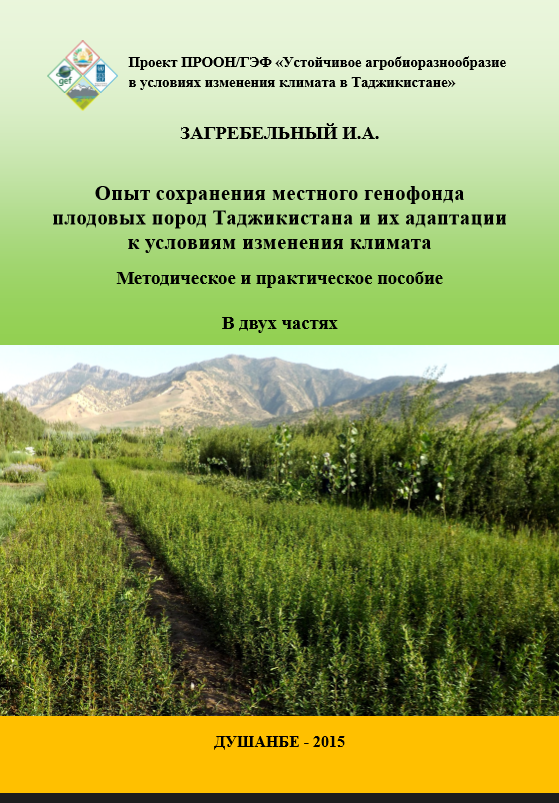 Проект ПРООН/ГЭФ «Устойчивое агробиоразнообразие
в условиях изменения климата в Таджикистане»
gef
ЗАГРЕБЕЛЬНЫЙ И.А.
Опыт сохранения местного генофонда
плодовых пород Таджикистана и их адаптации
к условиям изменения климата
Методическое и практическое пособие
В двух частях
ДУШАНБЕ - 2015